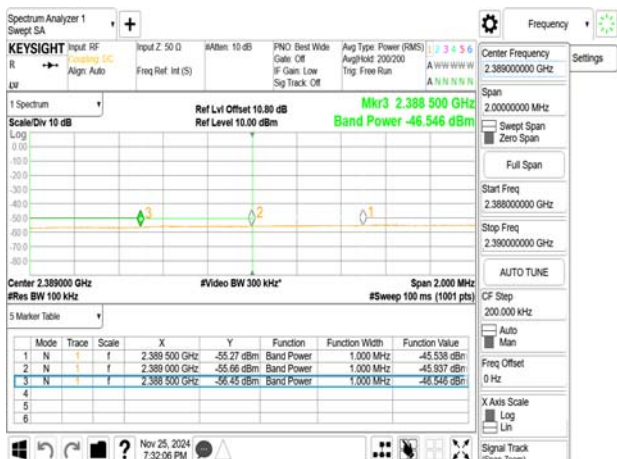 Spectrum Analyzer 1
Swept SA
Frequency
KEYSIGHT
R
LXI
Input: RF
Coupling: DC
Align: Auto
Input Z: 50 Ω
Freq Ref: Int (S)
#Atten: 10 dB
PNO: Best Wide
Gate: Off
IF Gain: Low
Sig Track: Off
Avg Type: Power (RMS)
Avg|Hold: 200/200
Trig: Free Run
1 2 3 4 5 6
A W W W W W
A N N N N N
1 Spectrum
Scale/Div 10 dB
Ref Lvl Offset 10.80 dB
Ref Level 10.00 dBm
Mkr3 2.388 500 GHz
Band Power -46.546 dBm
Log
0.00
-10.0
-20.0
-30.0
-40.0
-50.0
-60.0
-70.0
-80.0
3
2
1
Center 2.389000 GHz
#Res BW 100 kHz
#Video BW 300 kHz*
Span 2.000 MHz
#Sweep 100 ms (1001 pts)
5 Marker Table
Mode Trace Scale X Y Function Function Width Function Value
1 N 1 f 2.389 500 GHz -55.27 dBm Band Power 1.000 MHz -45.538 dBm
2 N 1 f 2.389 000 GHz -55.66 dBm Band Power 1.000 MHz -45.937 dBm
3 N 1 f 2.388 500 GHz -56.45 dBm Band Power 1.000 MHz -46.546 dBm
4
5
6
Nov 25, 2024
7:32:06 PM
Center Frequency
2.389000000 GHz
Settings
Span
2.00000000 MHz
Swept Span
Zero Span
Full Span
Start Freq
2.388000000 GHz
Stop Freq
2.390000000 GHz
AUTO TUNE
CF Step
200.000 kHz
Auto
Man
Freq Offset
0 Hz
X Axis Scale
Log
Lin
Signal Track